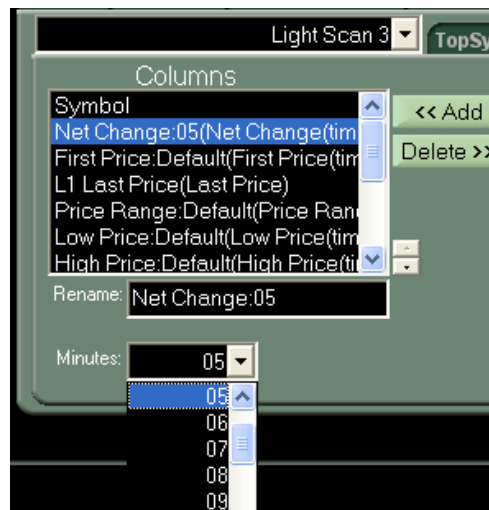 Light Scan 3
TopSy
Columns
Symbol
Net Change:05(Net Change(tim
First Price:Default(First Price(tim
L1 Last Price(Last Price)
Price Range:Default(Price Ran
Low Price:Default(Low Price(tim
High Price:Default(High Price(ti
<< Add
Delete >>
Rename:
Net Change:05
Minutes:
05
05
06
07
08
09